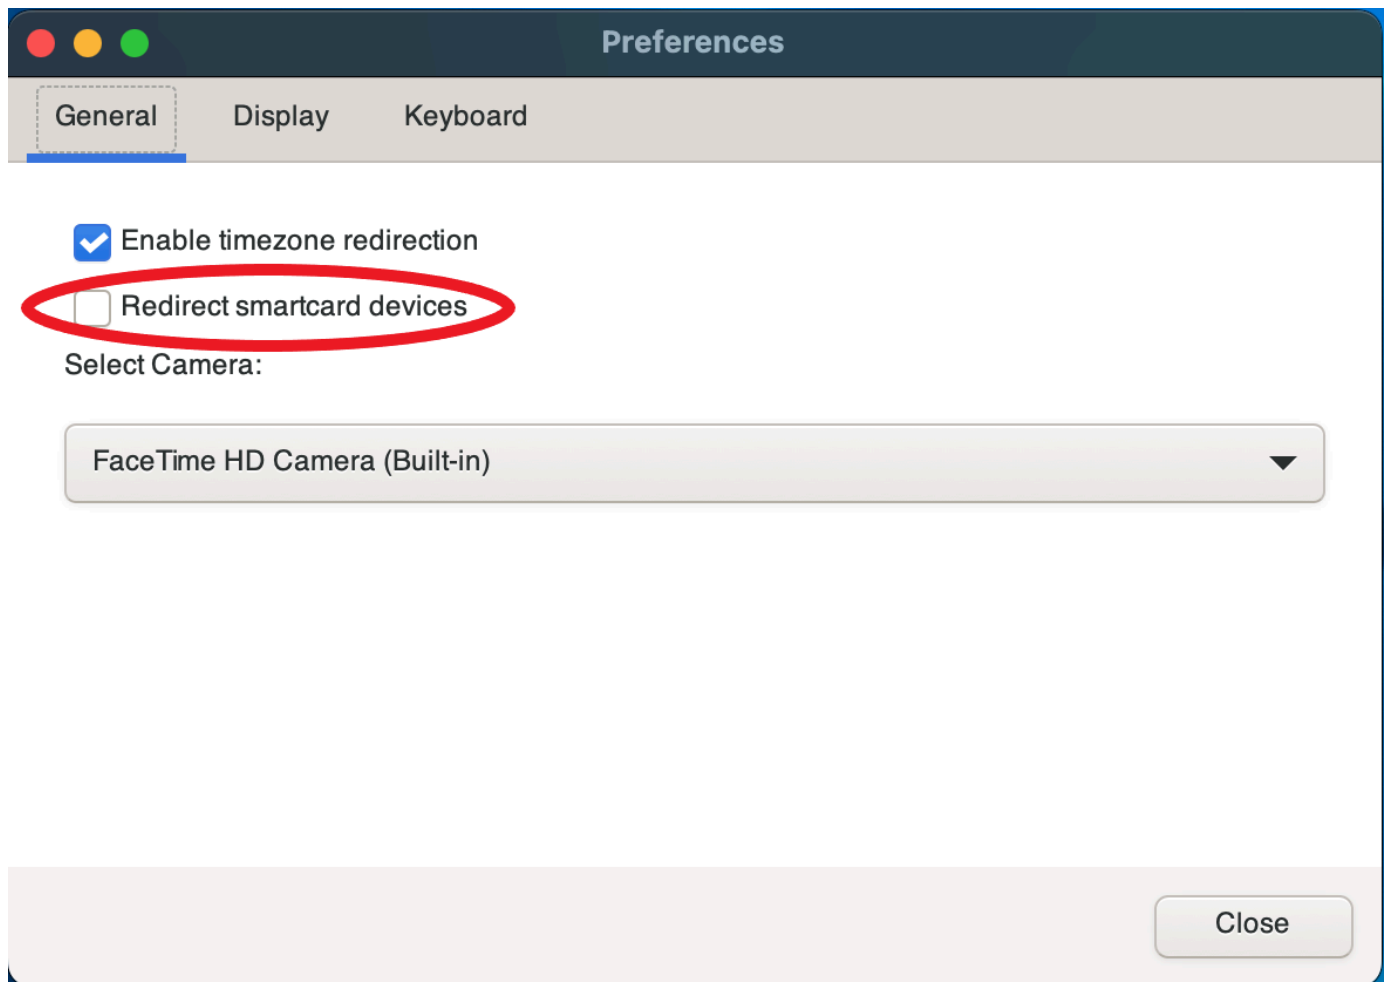 Preferences
General Display Keyboard
Enable timezone redirection
Redirect smartcard devices
Select Camera:
FaceTime HD Camera (Built-in)
Close